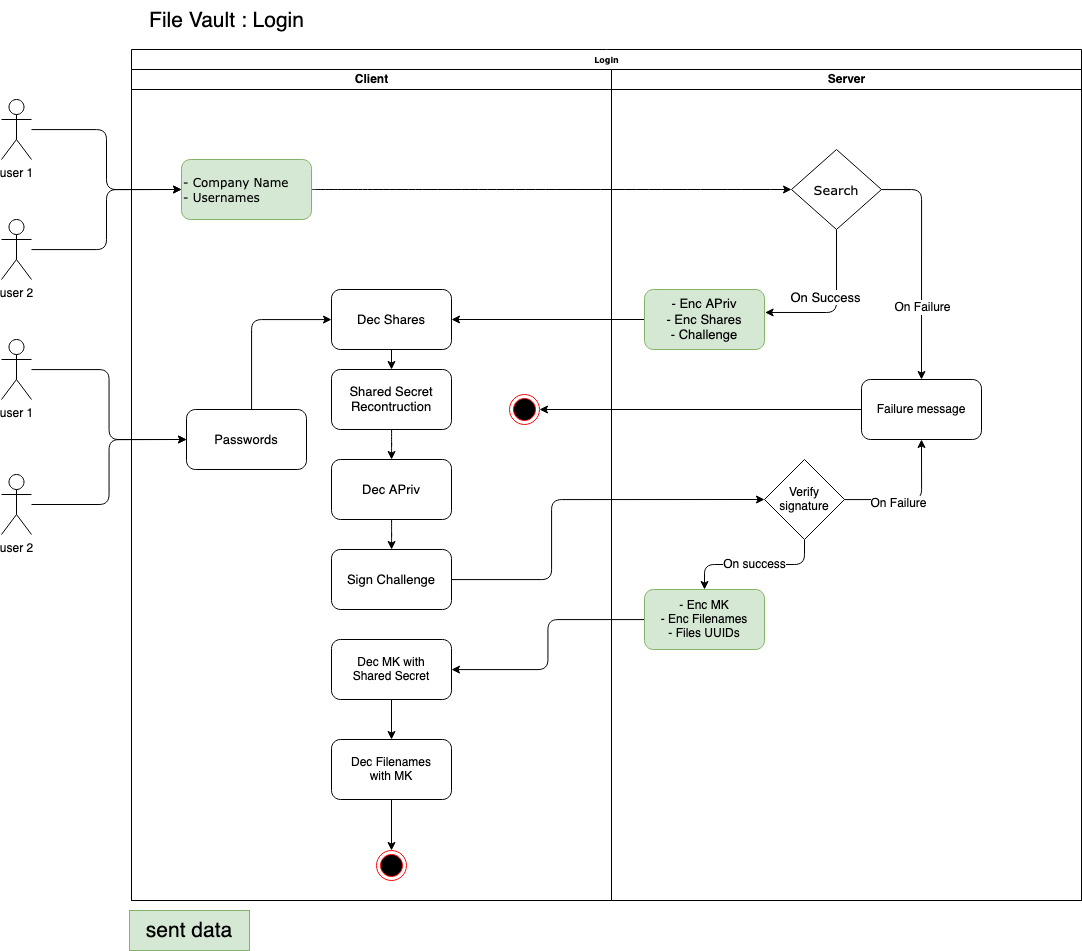 File Vault : Login
Login
Client
Server
user 1
- Company Name
- Usernames
Search
user 2
On Success
On Failure
- Enc APriv
- Enc Shares
- Challenge
Dec Shares
user 1
Shared Secret
Recontruction
Failure message
Passwords
Dec APriv
Verify
signature
On Failure
user 2
On success
Sign Challenge
- Enc MK
- Enc Filenames
- Files UUIDs
Dec MK with
Shared Secret
Dec Filenames
with MK
sent data